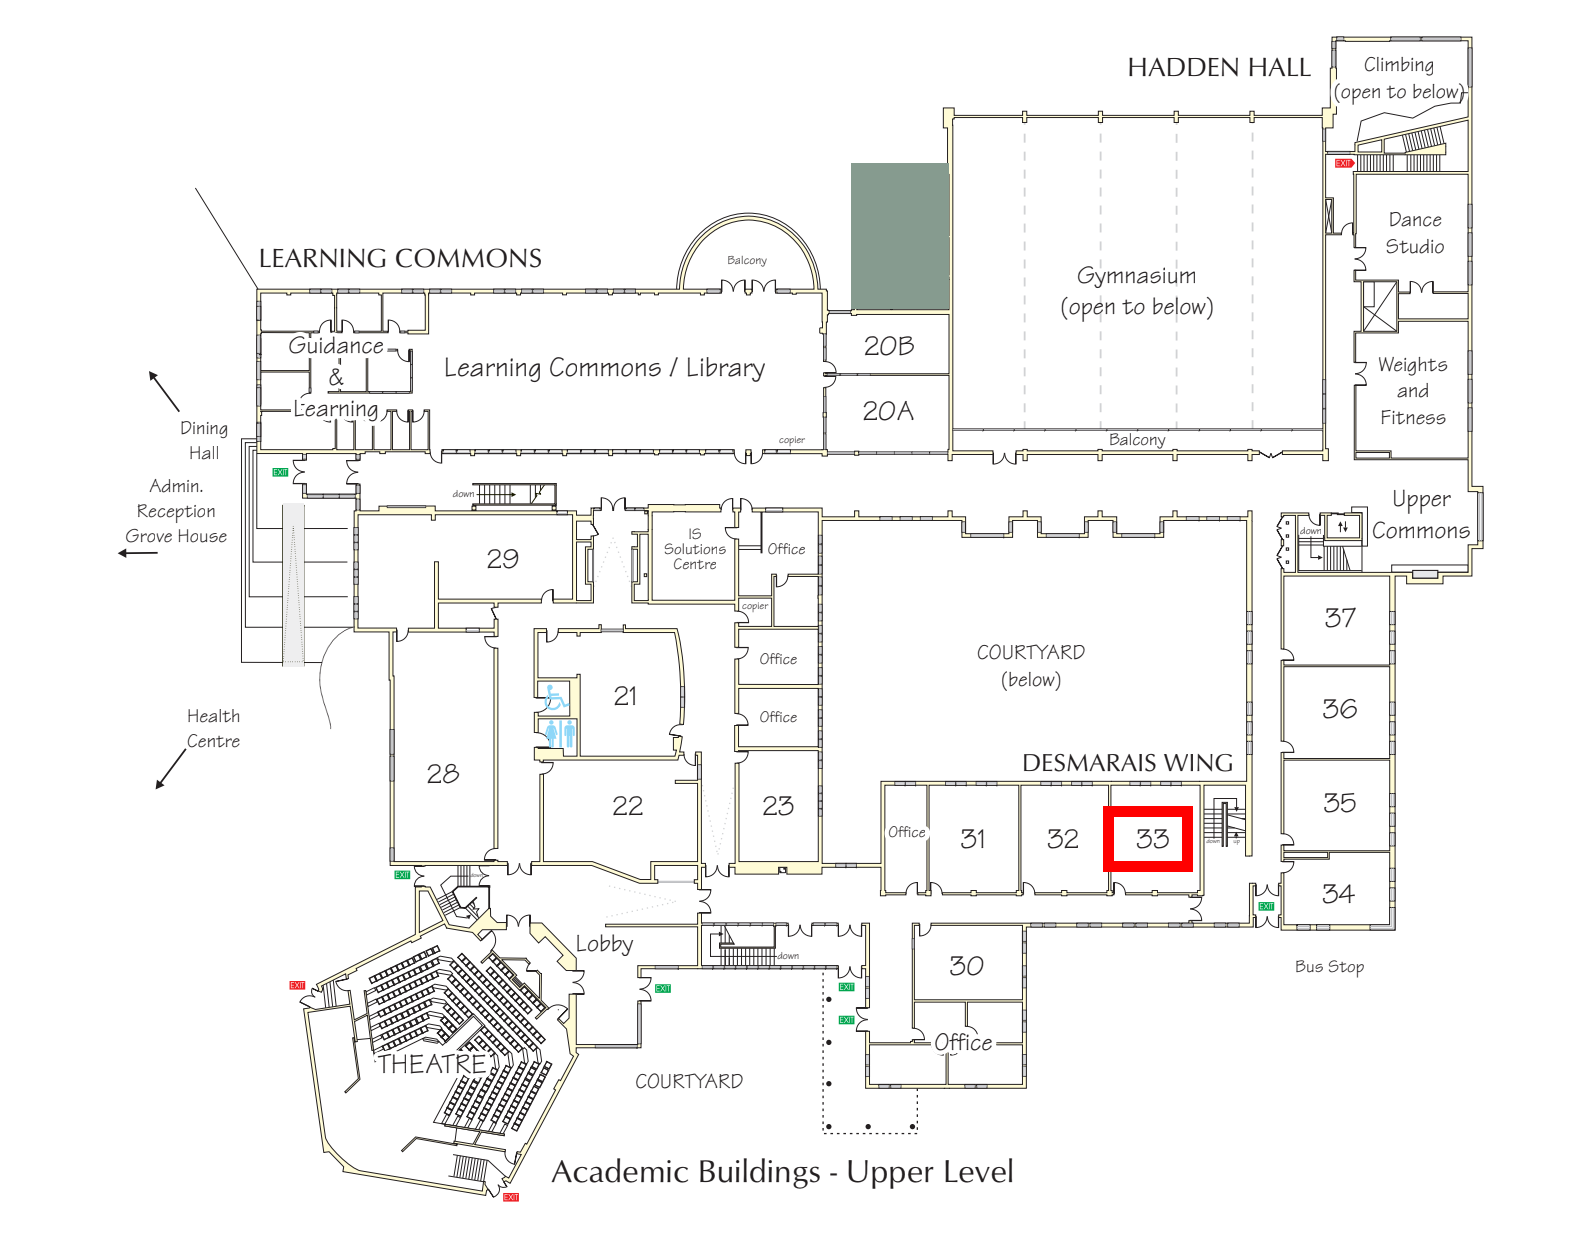 HADDEN HALL
Climbing
(open to below)
EXIT
Dance
Studio
LEARNING COMMONS
Balcony
Gymnasium
(open to below)
Guidance
&
Learning
Learning Commons / Library
20B
20A
Weights
and
Fitness
Balcony
copier
Dining
Hall
EXIT
Admin.
Reception
Grove House
down
Upper
Commons
down
29
IS
Solutions
Centre
Office
copier
37
COURTYARD
(below)
Office
21
36
Office
Health
Centre
DESMARAIS WING
28
22
23
35
Office
31
32
33
down
up
EXIT
down
34
EXIT
Lobby
down
30
Bus Stop
EXIT
EXIT
EXIT
EXIT
Office
THEATRE
COURTYARD
Academic Buildings - Upper Level
EXIT